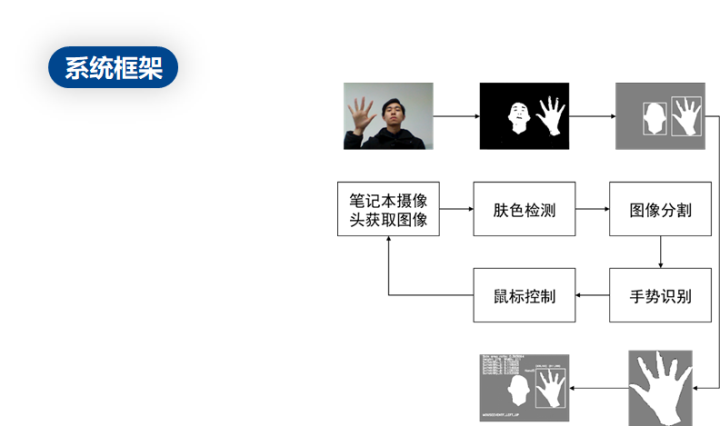 系统框架
笔记本摄像
头获取图像
肤色检测
图像分割
鼠标控制
手势识别